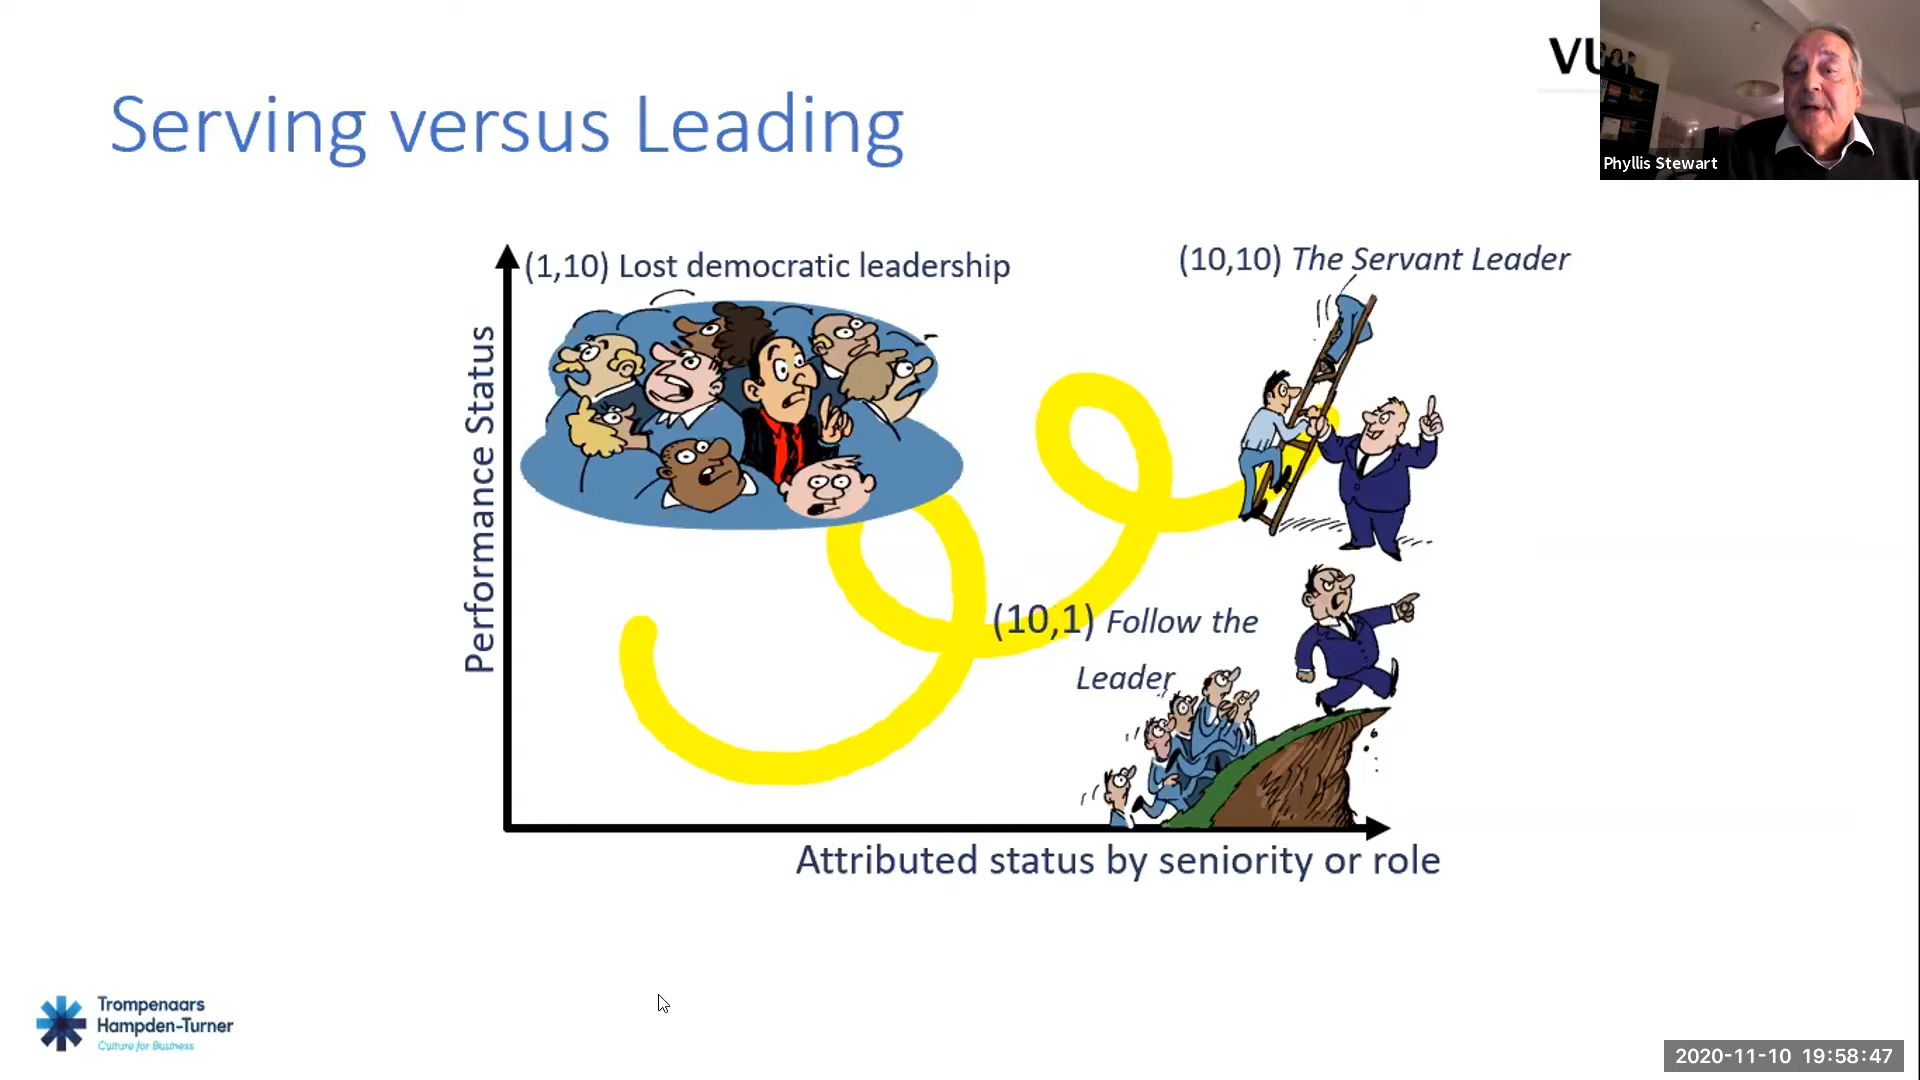 VU
Phyllis Stewart
Serving versus Leading
(1,10) Lost democratic leadership
(10,10) The Servant Leader
Performance Status
(10,1) Follow the
Leader
Attributed status by seniority or role
Trompenaars
Hampden-Turner
Culture for Business
2020-11-10 19:58:47